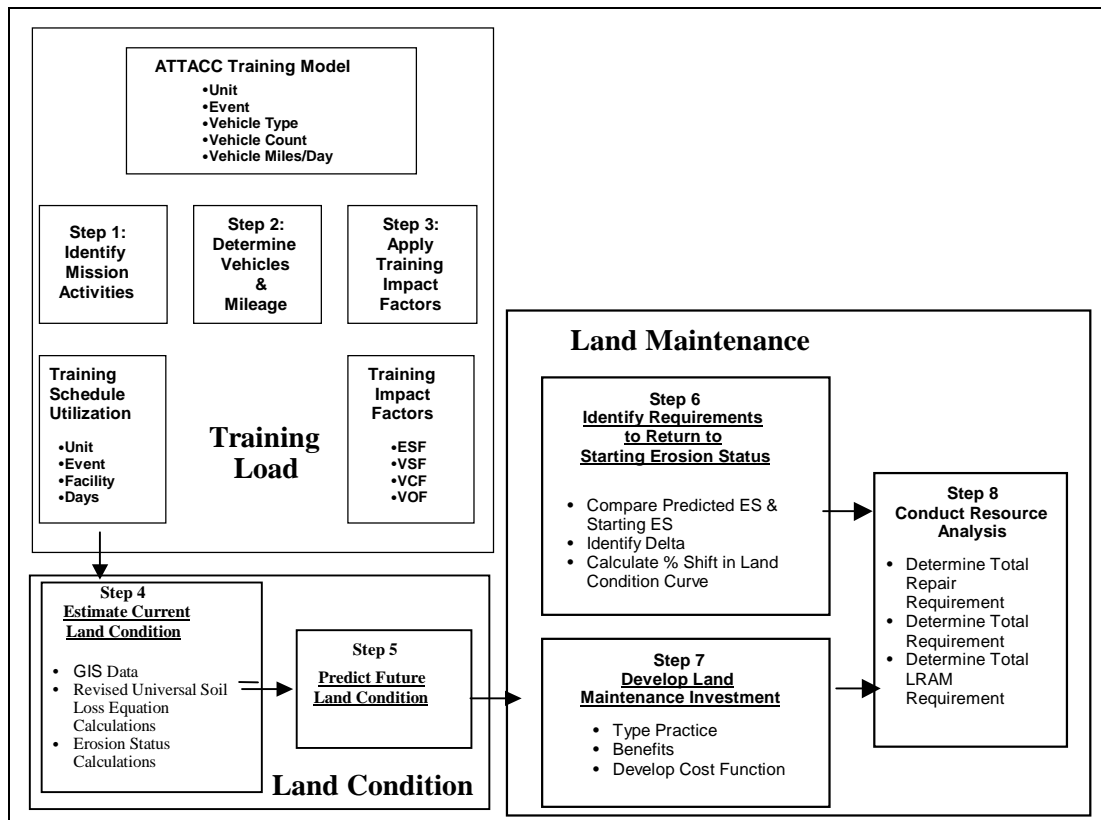 ATTACC Training Model
•Unit
•Event
•Vehicle Type
•Vehicle Count
•Vehicle Miles/Day
Step 1:
Identify
Mission
Activities
Step 2:
Determine
Vehicles
&
Mileage
Step 3:
Apply
Training
Impact
Factors
Training
Schedule
Utilization
•Unit
•Event
•Facility
•Days
Training
Load
Training
Impact
Factors
•ESF
•VSF
•VCF
•VOF
Step 4
Estimate Current
Land Condition
• GIS Data
• Revised Universal Soil
Loss Equation
Calculations
• Erosion Status
Calculations
Step 5
Predict Future
Land Condition
Land Condition
Land Maintenance
Step 6
Identify Requirements
to Return to
Starting Erosion Status
• Compare Predicted ES &
Starting ES
• Identify Delta
• Calculate % Shift in Land
Condition Curve
Step 7
Develop Land
Maintenance Investment
• Type Practice
• Benefits
• Develop Cost Function
Step 8
Conduct Resource
Analysis
• Determine Total
Repair
Requirement
• Determine Total
Requirement
• Determine Total
LRAM
Requirement